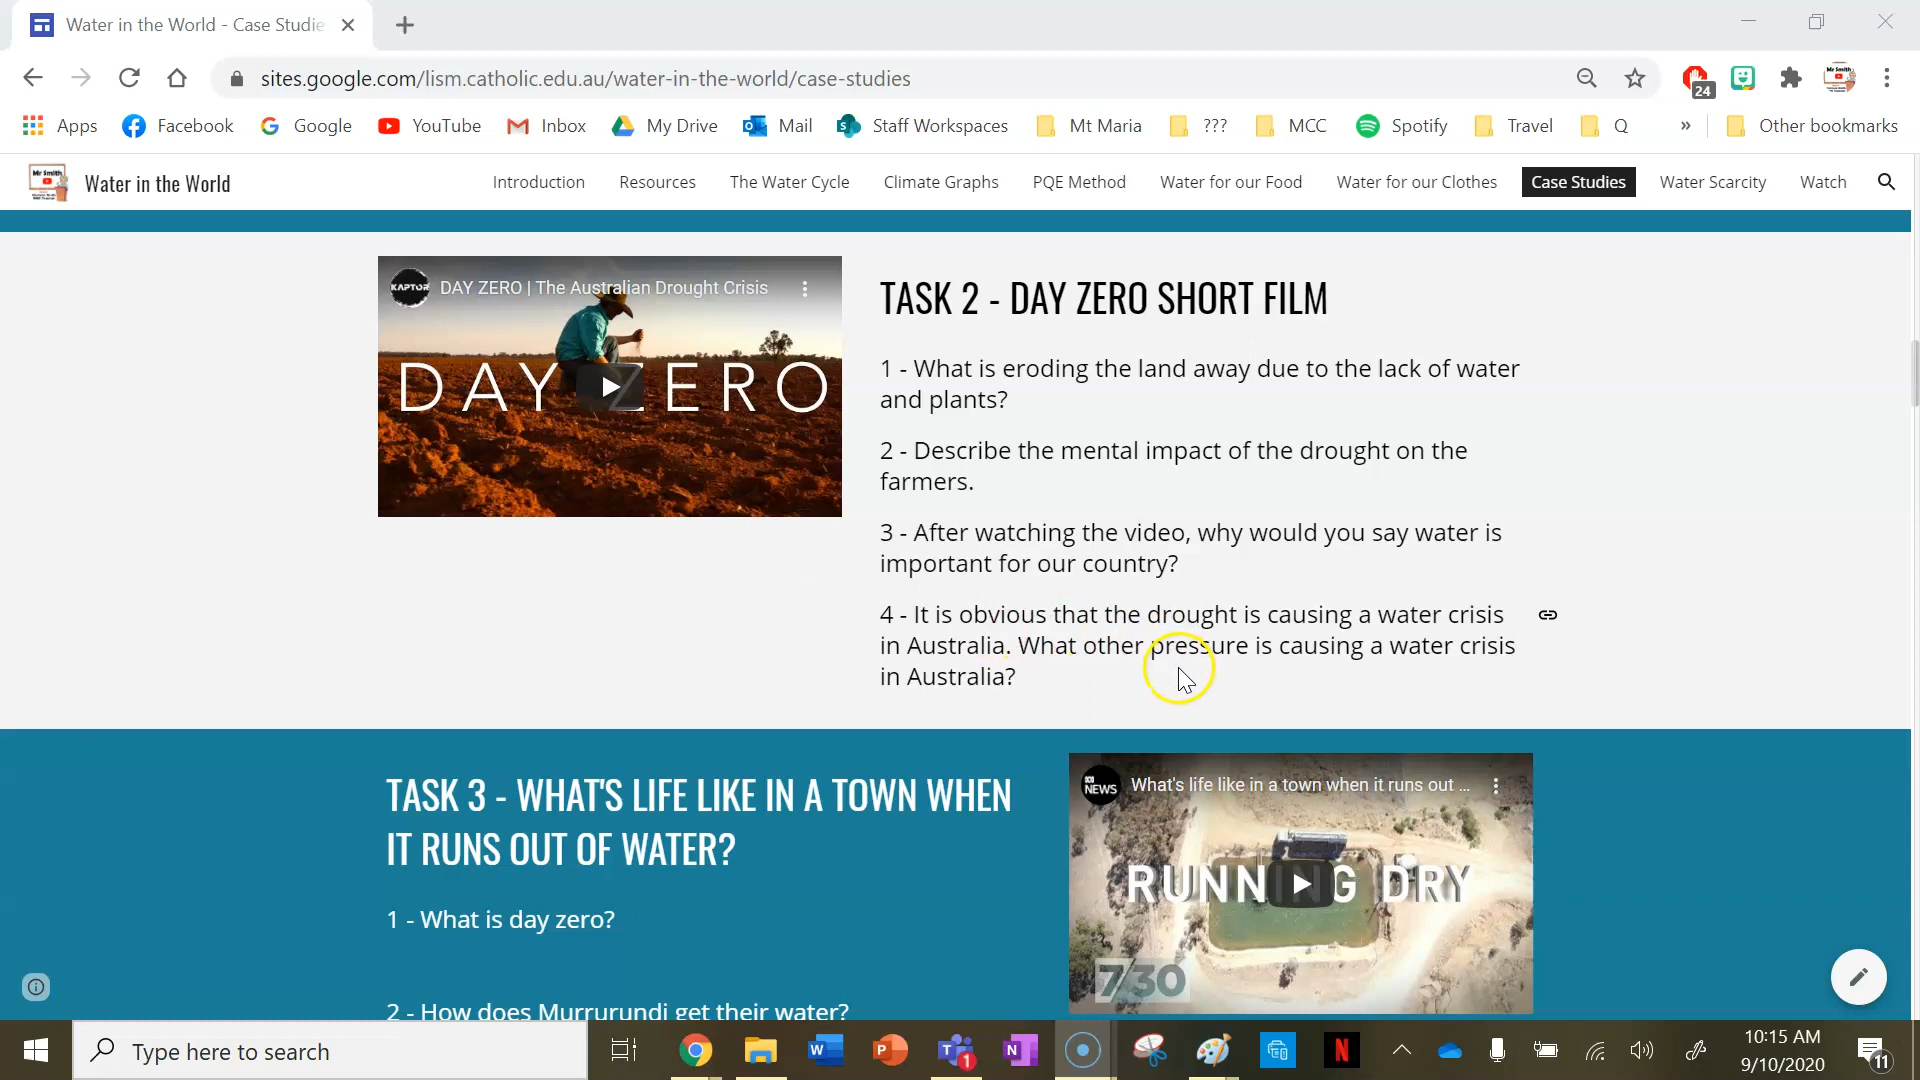 Water in the World - Case Studie
sites.google.com/lism.catholic.edu.au/water-in-the-world/case-studies
24
Apps Facebook Google YouTube Inbox My Drive Mail Staff Workspaces Mt Maria ??? MCC Spotify Travel Q » Other bookmarks
Mr Smith
Water in the World Introduction Resources The Water Cycle Climate Graphs PQE Method Water for our Food Water for our Clothes Case Studies Water Scarcity Watch
KAPTOR DAY ZERO | The Australian Drought Crisis
DAY ZERO
TASK 2 - DAY ZERO SHORT FILM
1 - What is eroding the land away due to the lack of water
and plants?
2 - Describe the mental impact of the drought on the
farmers.
3 - After watching the video, why would you say water is
important for our country?
4 - It is obvious that the drought is causing a water crisis
in Australia. What other pressure is causing a water crisis
in Australia?
TASK 3 - WHAT'S LIFE LIKE IN A TOWN WHEN
IT RUNS OUT OF WATER?
1 - What is day zero?
2 - How does Murrurundi get their water?
NEWS What's life like in a town when it runs out ...
RUNNING DRY
7.30
Type here to search
1
10:15 AM
9/10/2020
11